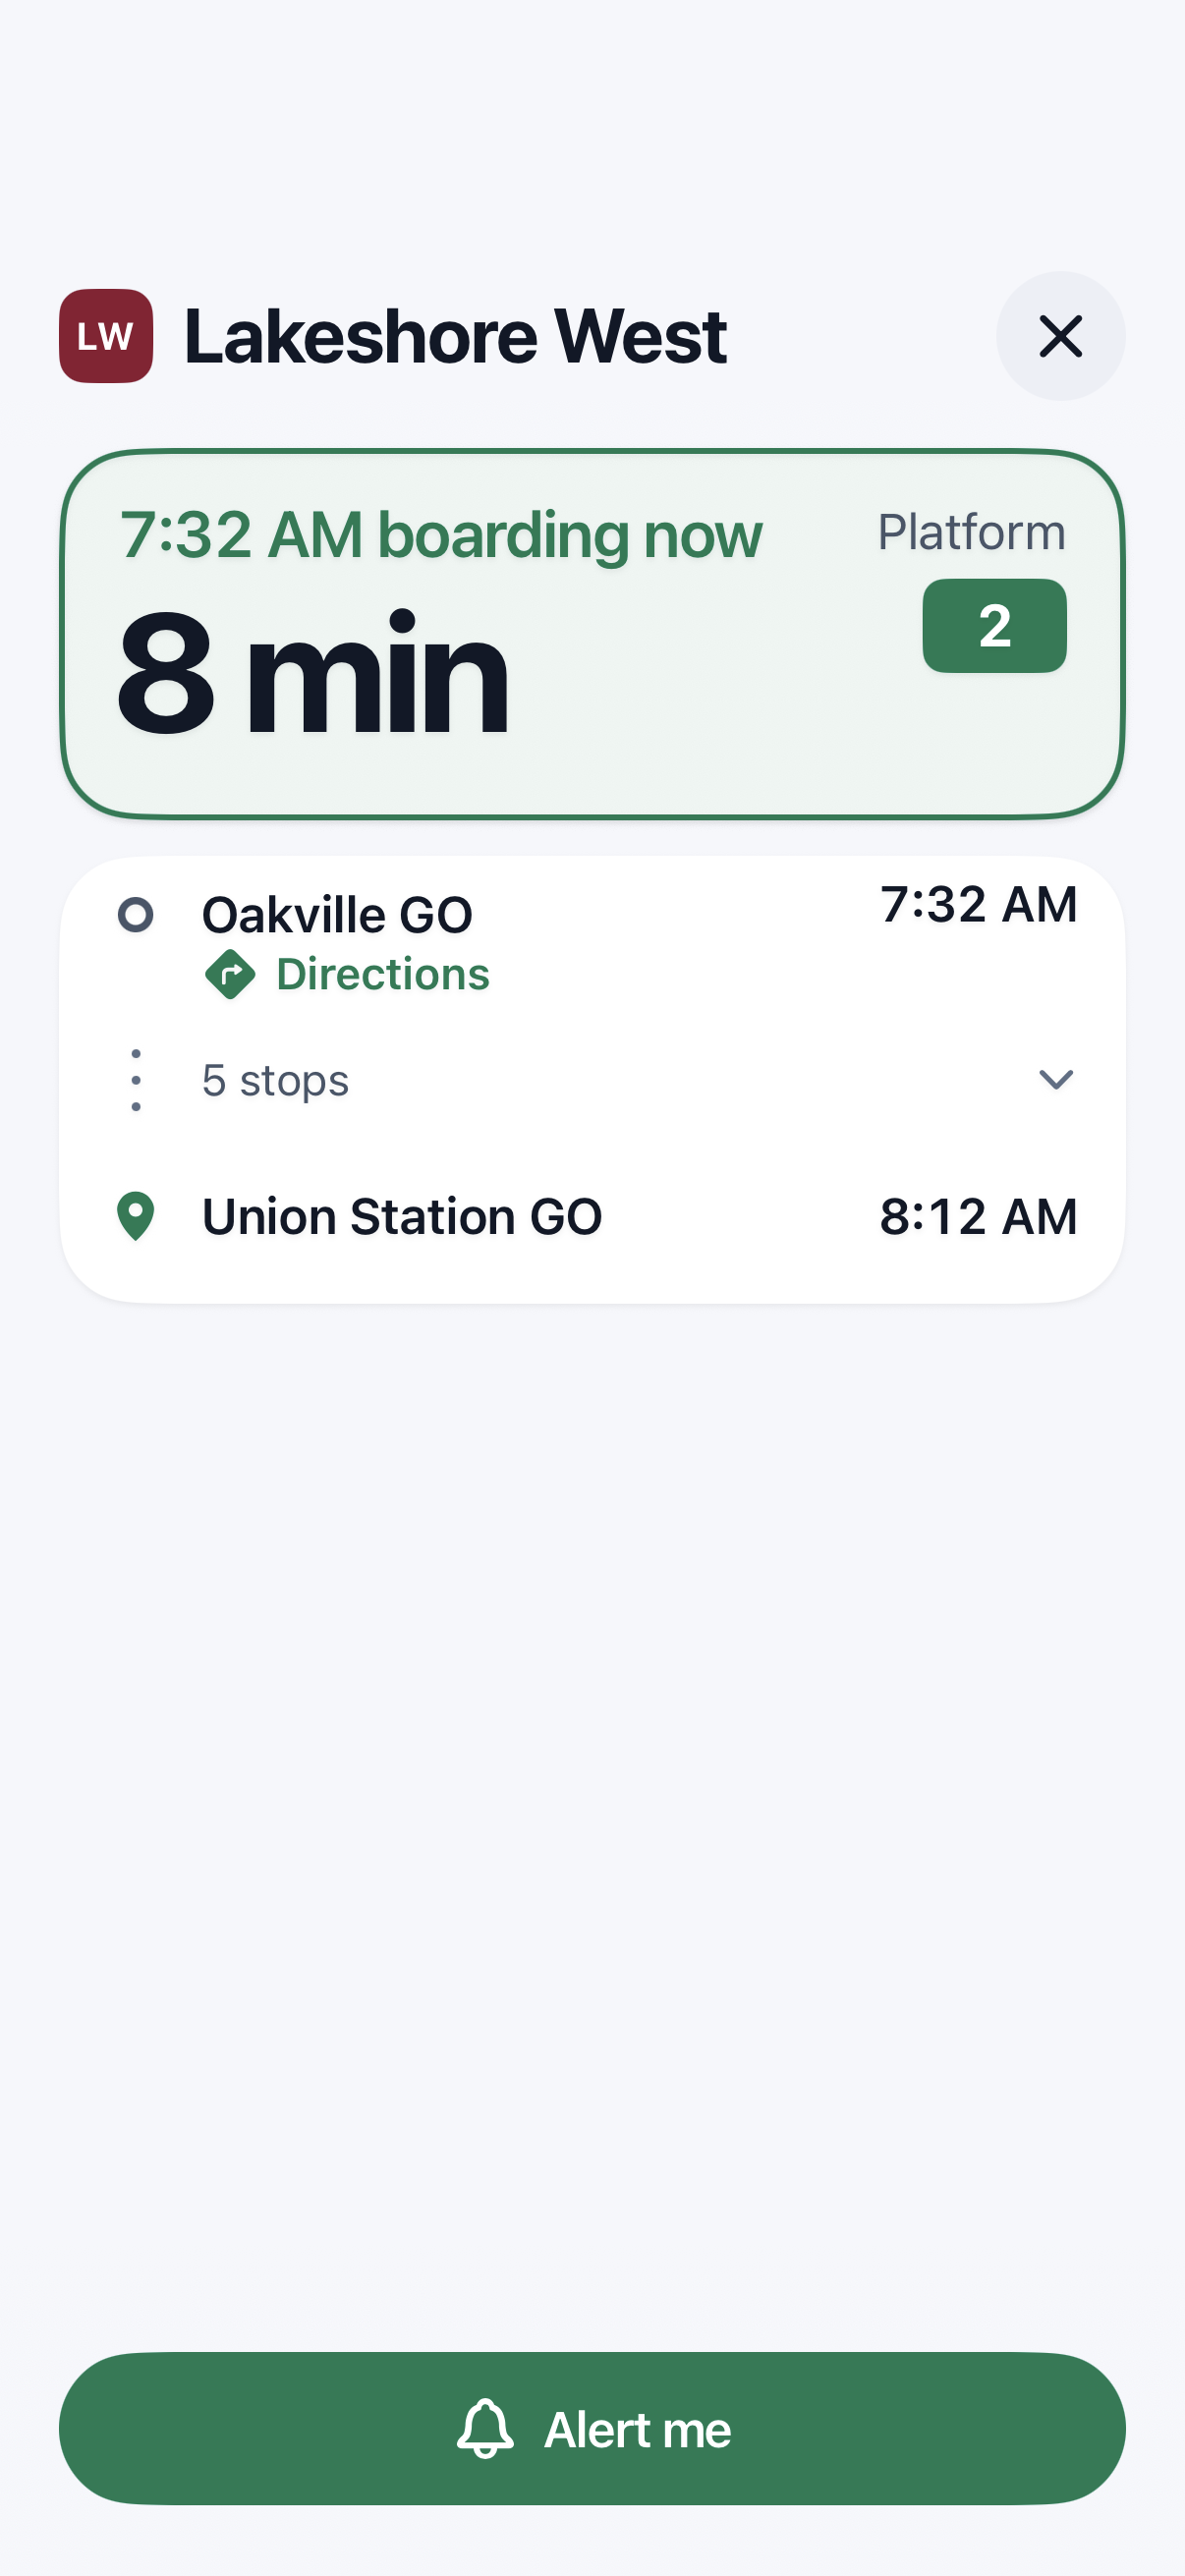 LW Lakeshore West
7:32 AM boarding now
Platform
8 min
2
Oakville GO
7:32 AM
Directions
5 stops
Union Station GO
8:12 AM
Alert me